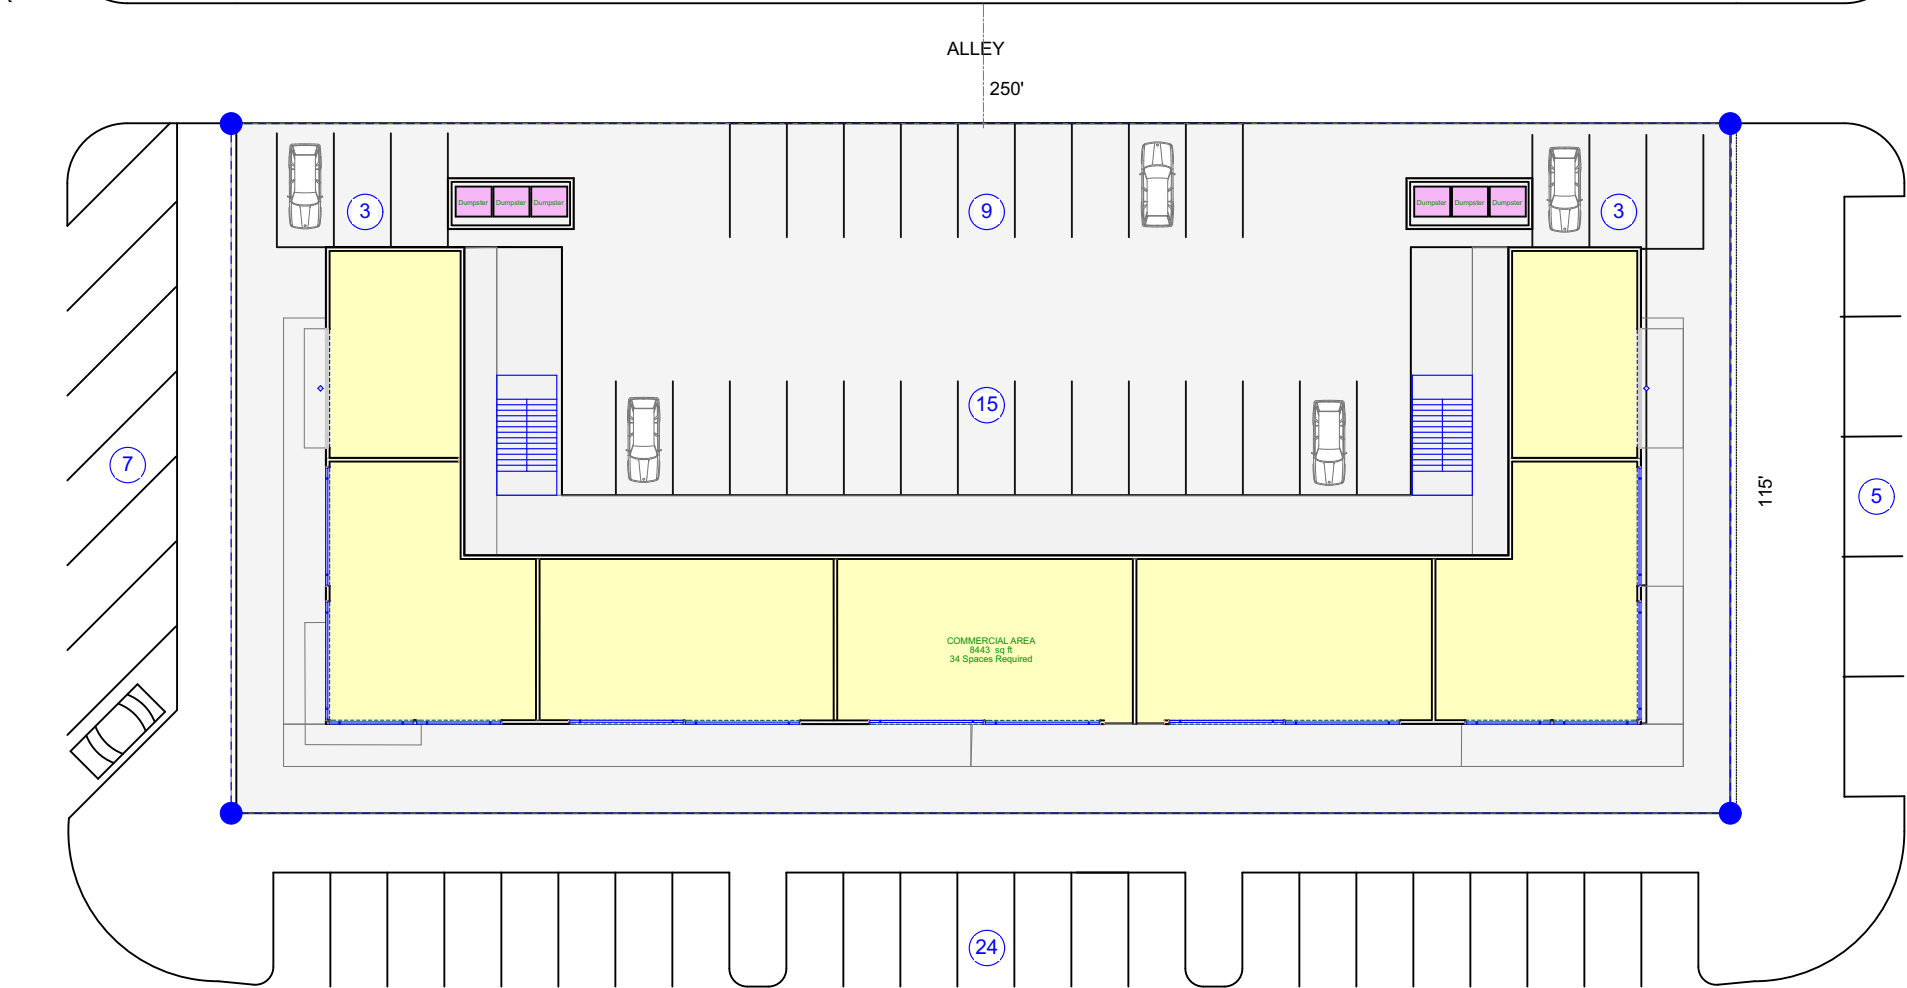 ALLEY
250'
3
Dumpster Dumpster Dumpster
9
Dumpster Dumpster Dumpster
3
15
7
5
115'
COMMERCIAL AREA
8443 sq ft
34 Spaces Required
24